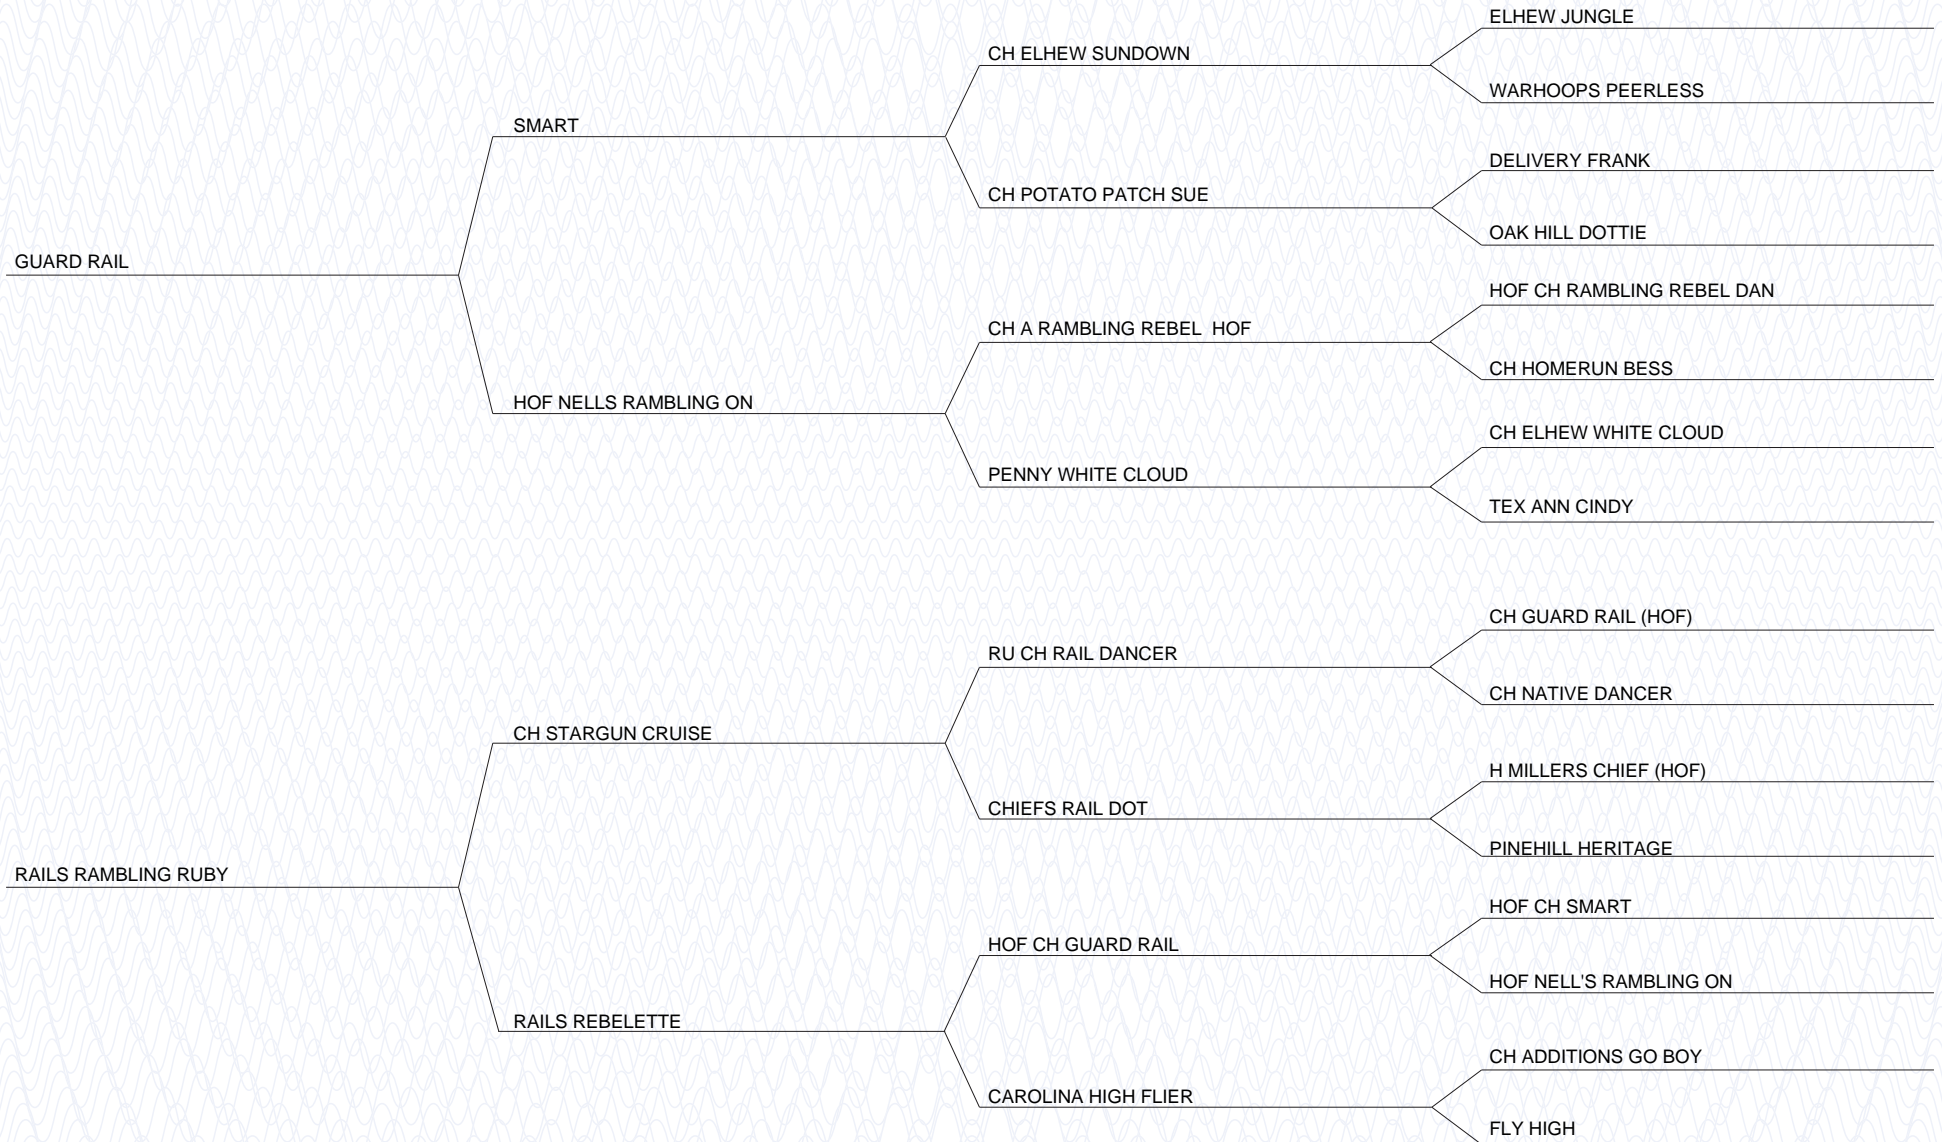 ELHEW JUNGLE
CH ELHEW SUNDOWN
WARHOOPS PEERLESS
SMART
DELIVERY FRANK
CH POTATO PATCH SUE
OAK HILL DOTTIE
GUARD RAIL
HOF CH RAMBLING REBEL DAN
CH A RAMBLING REBEL  HOF
CH HOMERUN BESS
HOF NELLS RAMBLING ON
CH ELHEW WHITE CLOUD
PENNY WHITE CLOUD
TEX ANN CINDY
CH GUARD RAIL (HOF)
RU CH RAIL DANCER
CH NATIVE DANCER
CH STARGUN CRUISE
H MILLERS CHIEF (HOF)
CHIEFS RAIL DOT
PINEHILL HERITAGE
RAILS RAMBLING RUBY
HOF CH SMART
HOF CH GUARD RAIL
HOF NELL'S RAMBLING ON
RAILS REBELETTE
CH ADDITIONS GO BOY
CAROLINA HIGH FLIER
FLY HIGH